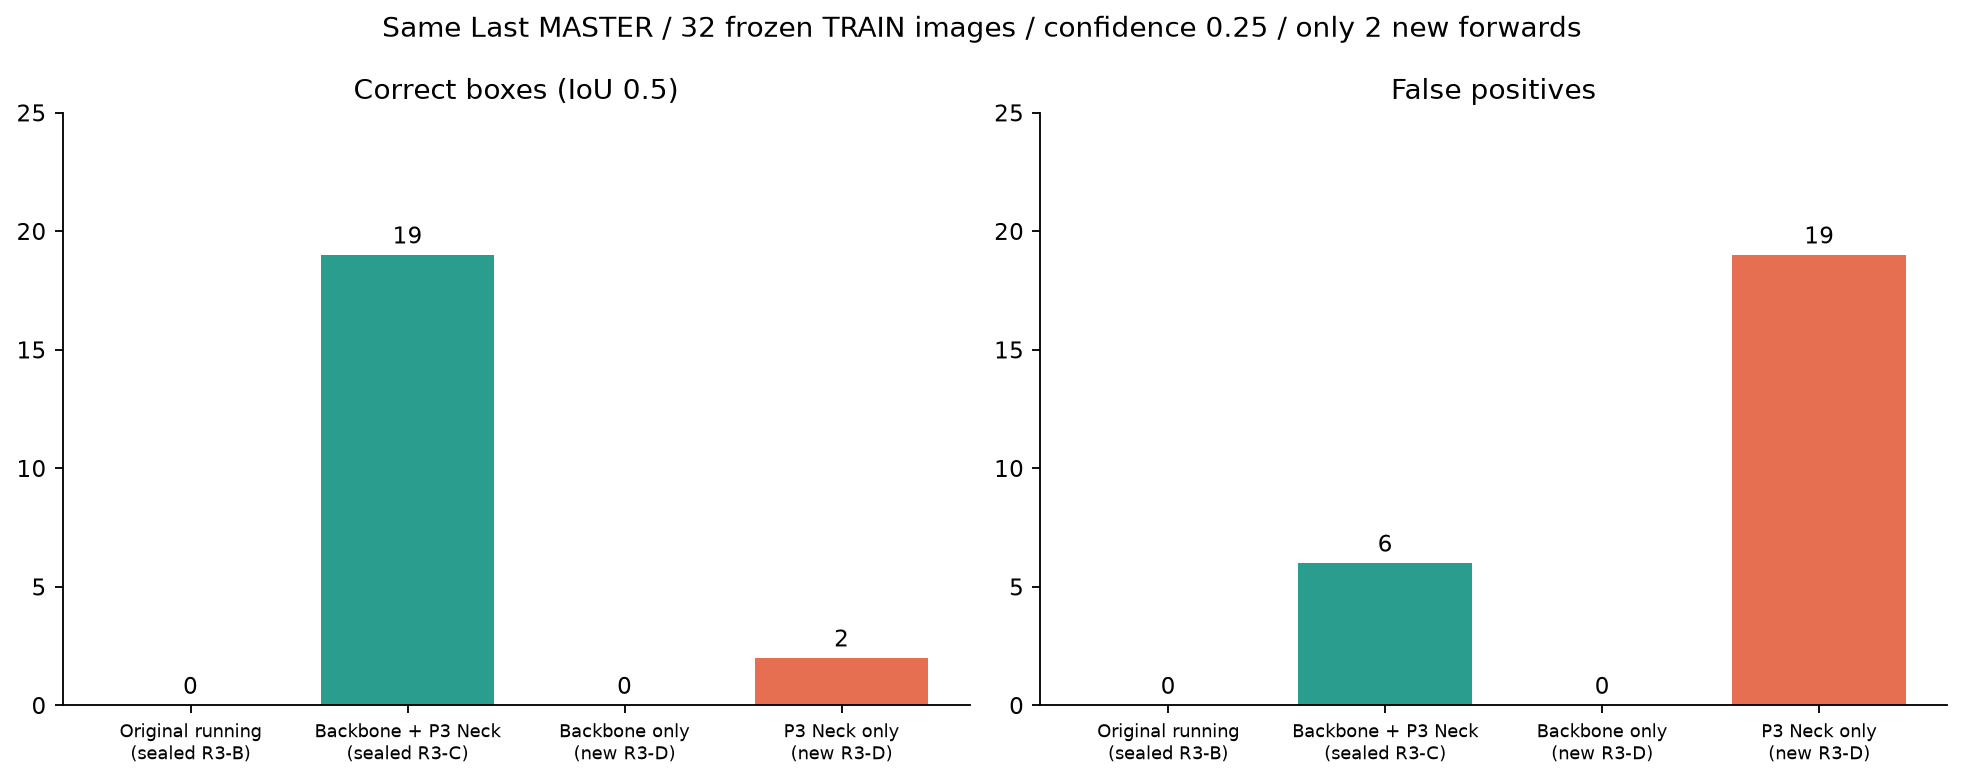 Same Last MASTER / 32 frozen TRAIN images / confidence 0.25 / only 2 new forwards
Correct boxes (IoU 0.5)
25
20
15
10
5
0
0
19
0
2
Original running
(sealed R3-B)
Backbone + P3 Neck
(sealed R3-C)
Backbone only
(new R3-D)
P3 Neck only
(new R3-D)
False positives
25
20
15
10
5
0
0
6
0
19
Original running
(sealed R3-B)
Backbone + P3 Neck
(sealed R3-C)
Backbone only
(new R3-D)
P3 Neck only
(new R3-D)